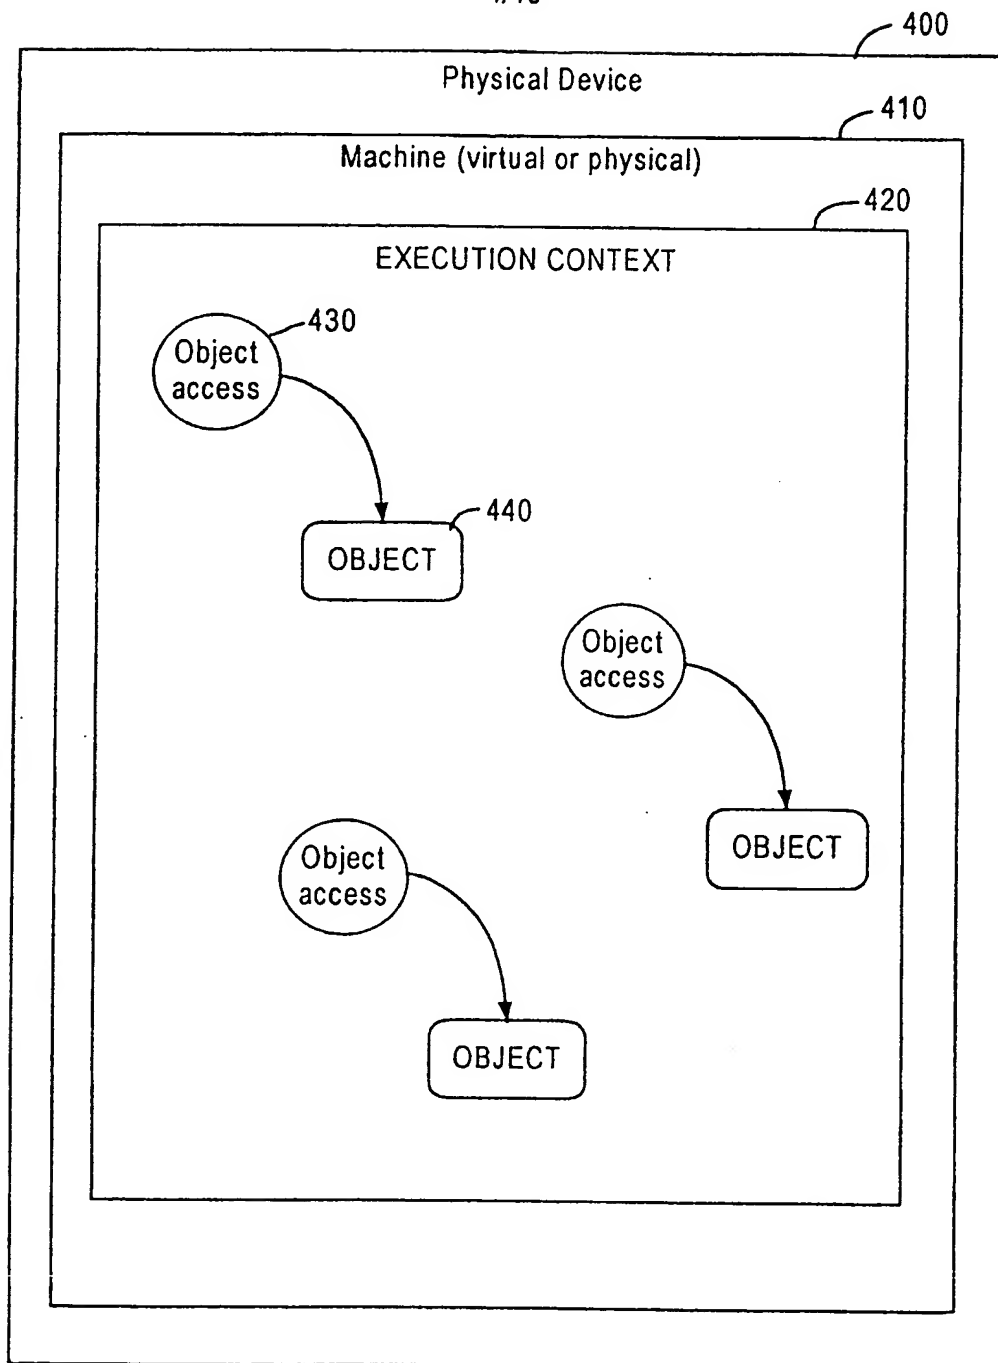 400
Physical Device
410
Machine (virtual or physical)
420
EXECUTION CONTEXT
430
Object
access
440
OBJECT
Object
access
OBJECT
Object
access
OBJECT